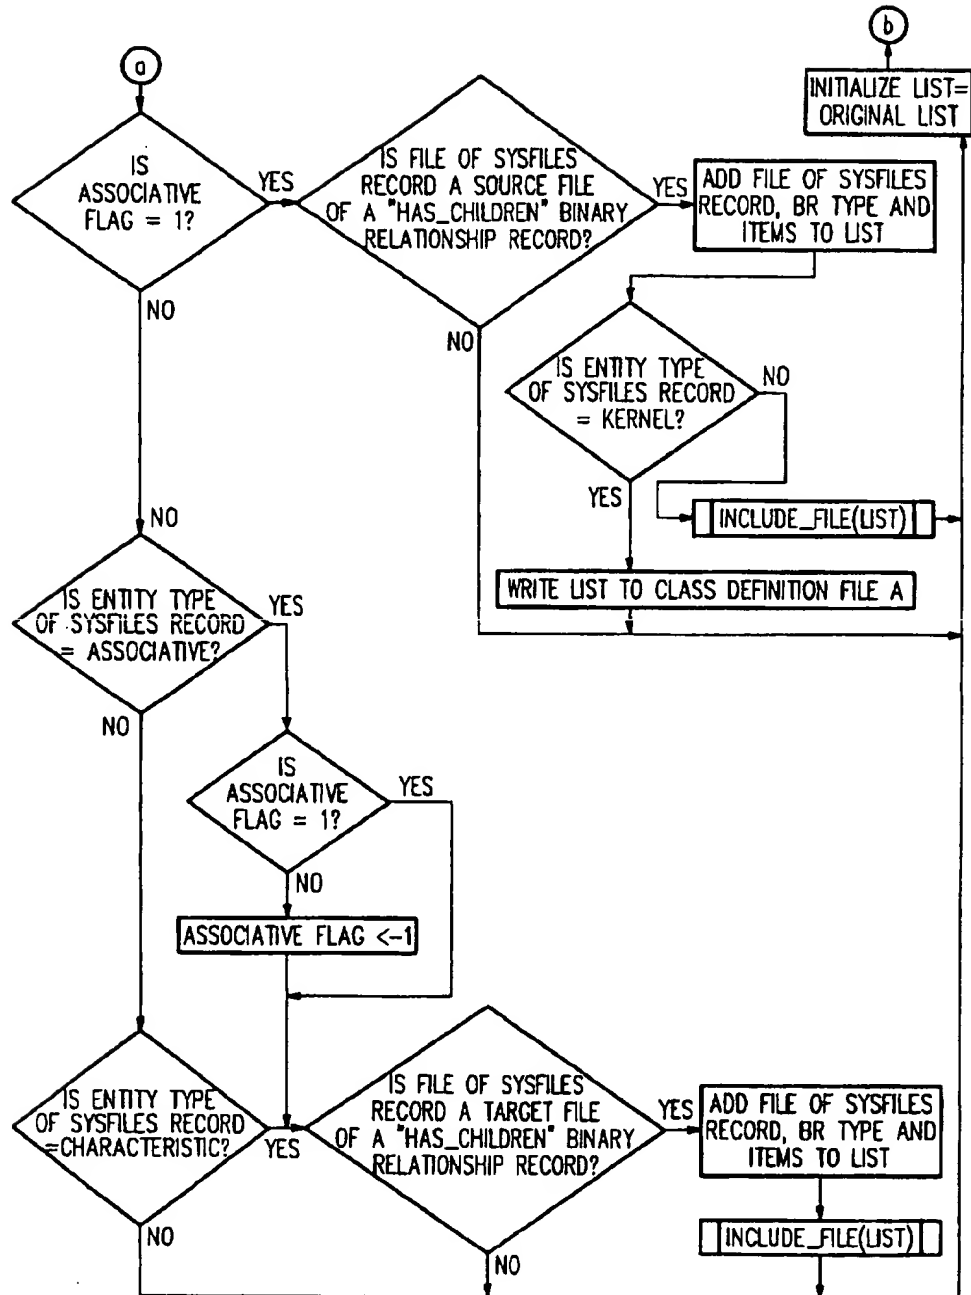 a
b
INITIALIZE LIST=
ORIGINAL LIST
IS
ASSOCIATIVE
FLAG = 1?
YES
NO
IS FILE OF SYSFILES
RECORD A SOURCE FILE
OF A "HAS_CHILDREN" BINARY
RELATIONSHIP RECORD?
YES
NO
ADD FILE OF SYSFILES
RECORD, BR TYPE AND
ITEMS TO LIST
IS ENTITY TYPE
OF SYSFILES RECORD
= KERNEL?
NO
YES
INCLUDE_FILE(LIST)
WRITE LIST TO CLASS DEFINITION FILE A
NO
IS ENTITY TYPE
OF SYSFILES RECORD
= ASSOCIATIVE?
YES
NO
IS
ASSOCIATIVE
FLAG = 1?
YES
NO
ASSOCIATIVE FLAG <-1
IS ENTITY TYPE
OF SYSFILES RECORD
=CHARACTERISTIC?
YES
NO
IS FILE OF SYSFILES
RECORD A TARGET FILE
OF A "HAS_CHILDREN" BINARY
RELATIONSHIP RECORD?
YES
NO
ADD FILE OF SYSFILES
RECORD, BR TYPE AND
ITEMS TO LIST
INCLUDE_FILE(LIST)